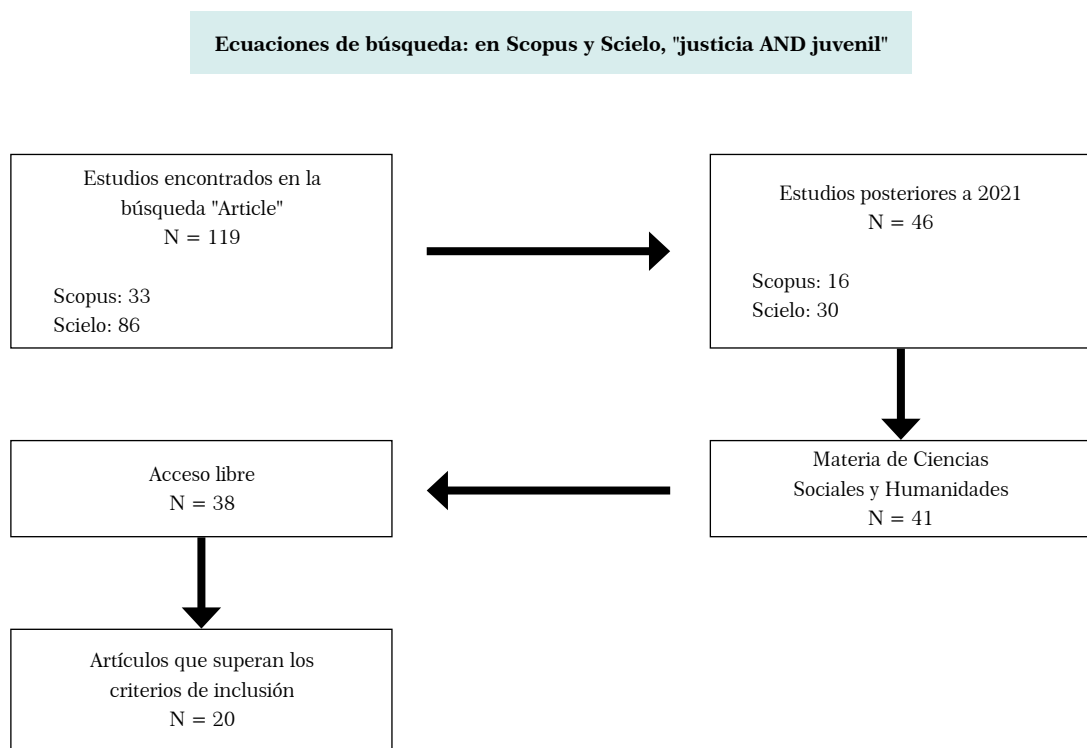 Ecuaciones de búsqueda: en Scopus y Scielo, "justicia AND juvenil"
Estudios encontrados en la
búsqueda "Article"
N = 119
Scopus: 33
Scielo: 86
Estudios posteriores a 2021
N = 46
Scopus: 16
Scielo: 30
Materia de Ciencias
Sociales y Humanidades
N = 41
Acceso libre
N = 38
Artículos que superan los
criterios de inclusión
N = 20